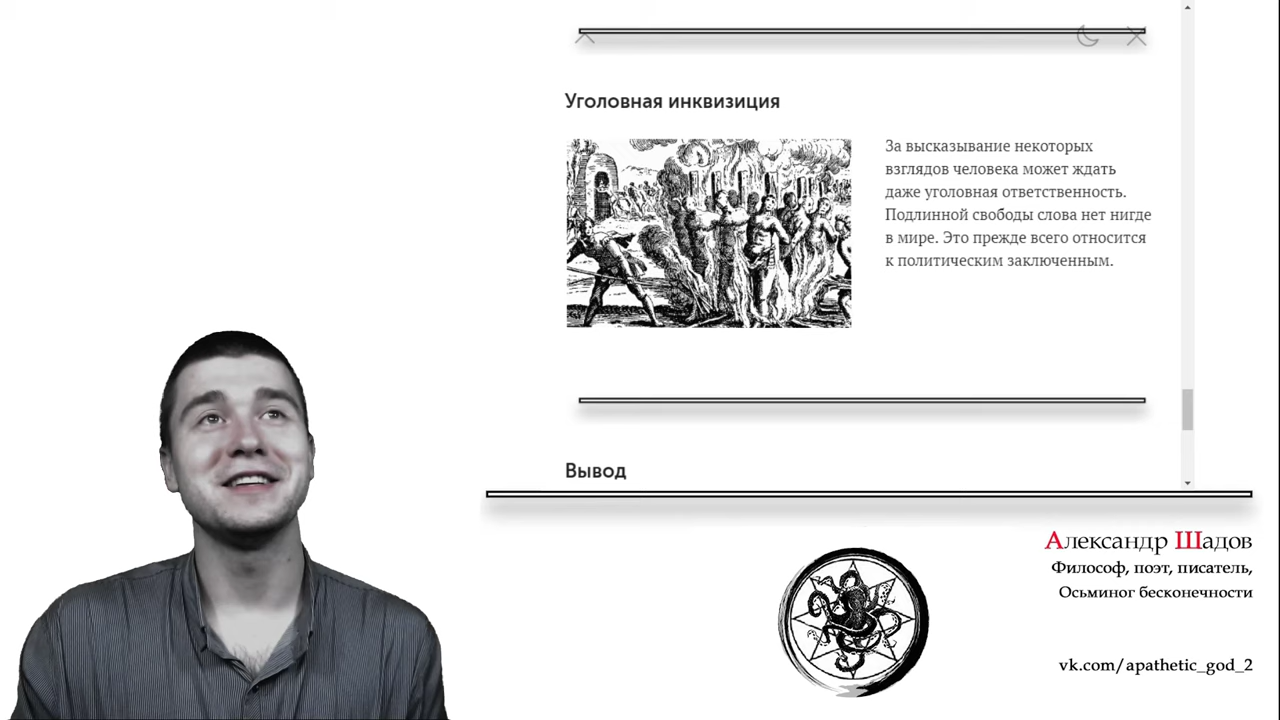 Уголовная инквизиция
За высказывание некоторых
взглядов человека может ждать
даже уголовная ответственность.
Подлинной свободы слова нет нигде
в мире. Это прежде всего относится
к политическим заключенным.
Вывод
Александр Шадов
Философ, поэт, писатель,
Осьминог бесконечности
vk.com/apathetic_god_2